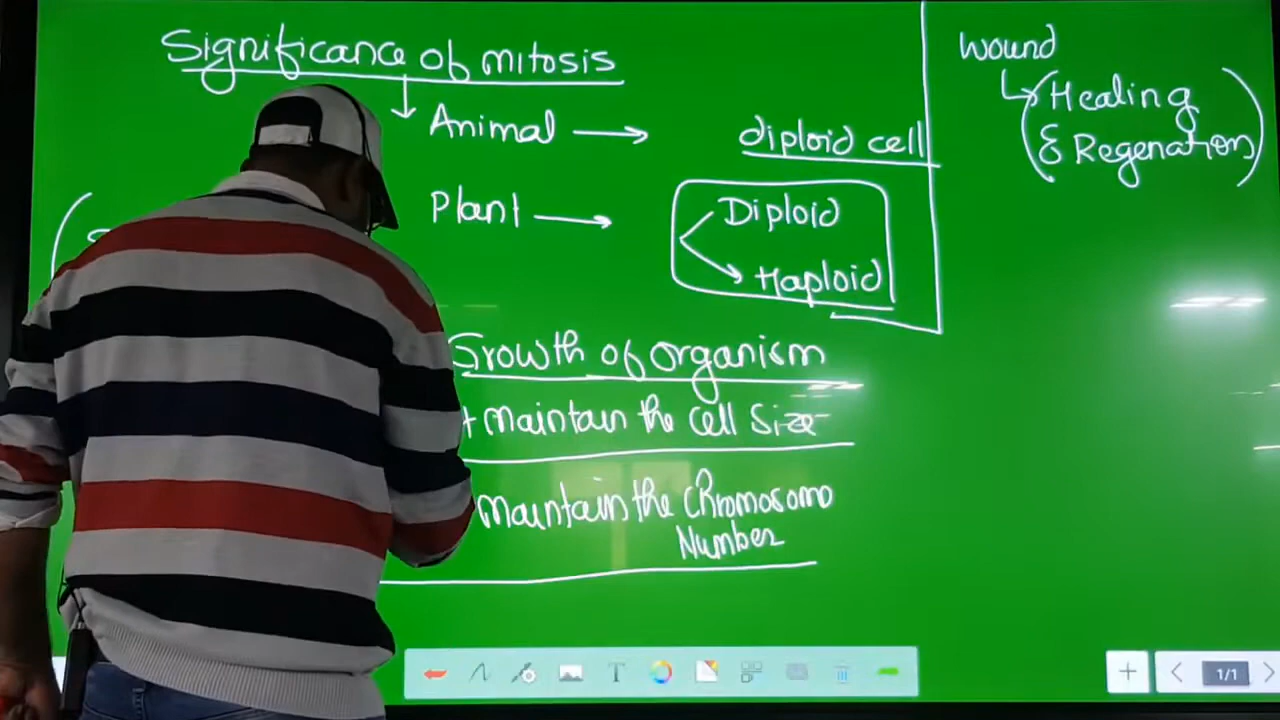 Significance of mitosis
Animal
diploid cell
Plant
Diploid
Haploid
Growth of organism
Maintain the cell Size
Maintain the Chromosomo
Number
wound
Healing
& Regenation
1/1